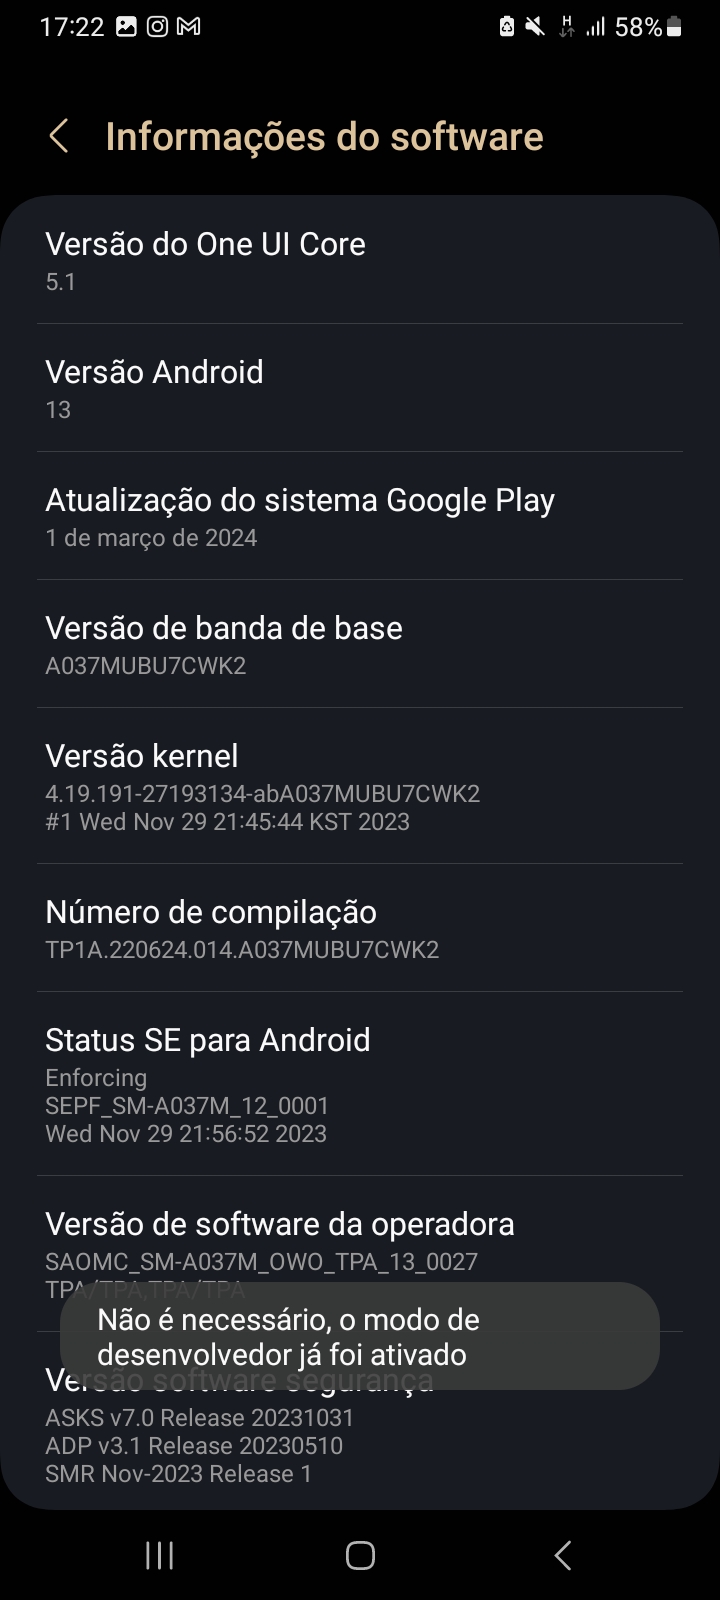 17:22
H
58%
Informações do software
Versão do One UI Core
5.1
Versão Android
13
Atualização do sistema Google Play
1 de março de 2024
Versão de banda de base
A037MUBU7CWK2
Versão kernel
4.19.191-27193134-abA037MUBU7CWK2
#1 Wed Nov 29 21:45:44 KST 2023
Número de compilação
TP1A.220624.014.A037MUBU7CWK2
Status SE para Android
Enforcing
SEPF_SM-A037M_12_0001
Wed Nov 29 21:56:52 2023
Versão de software da operadora
SAOMC_SM-A037M_OWO_TPA_13_0027
TPA/TPA,TPA/TPA
Não é necessário, o modo de
desenvolvedor já foi ativado
Versão software segurança
ASKS v7.0 Release 20231031
ADP v3.1 Release 20230510
SMR Nov-2023 Release 1